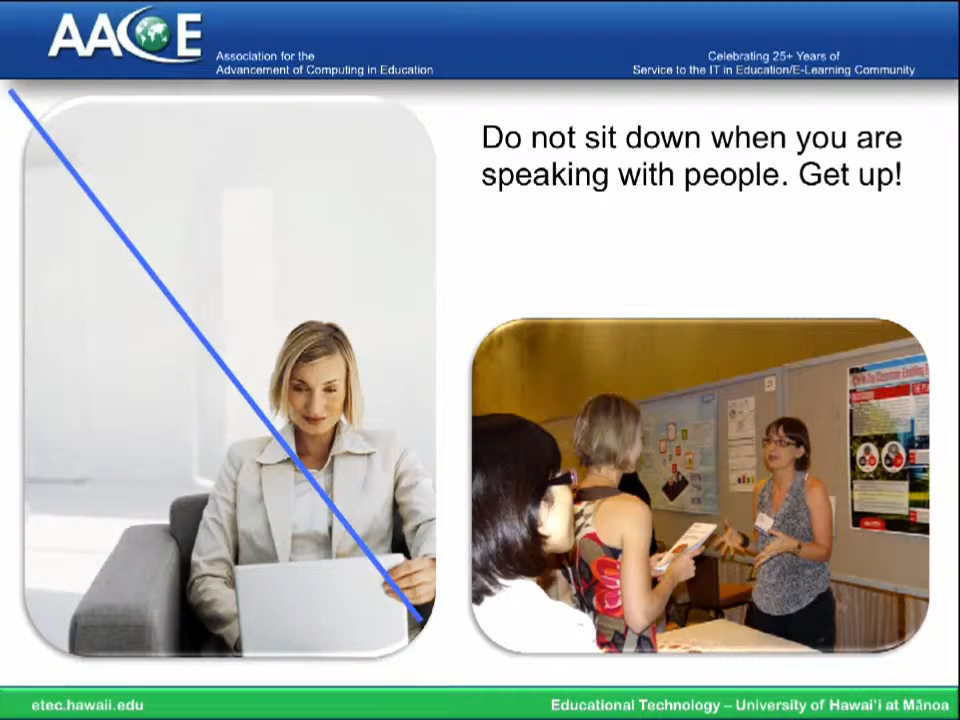 AACE
Association for the
Advancement of Computing in Education
Celebrating 25+ Years of
Service to the IT in Education/E-Learning Community
Do not sit down when you are
speaking with people. Get up!
etec.hawaii.edu
Educational Technology – University of Hawai‘i at Mānoa